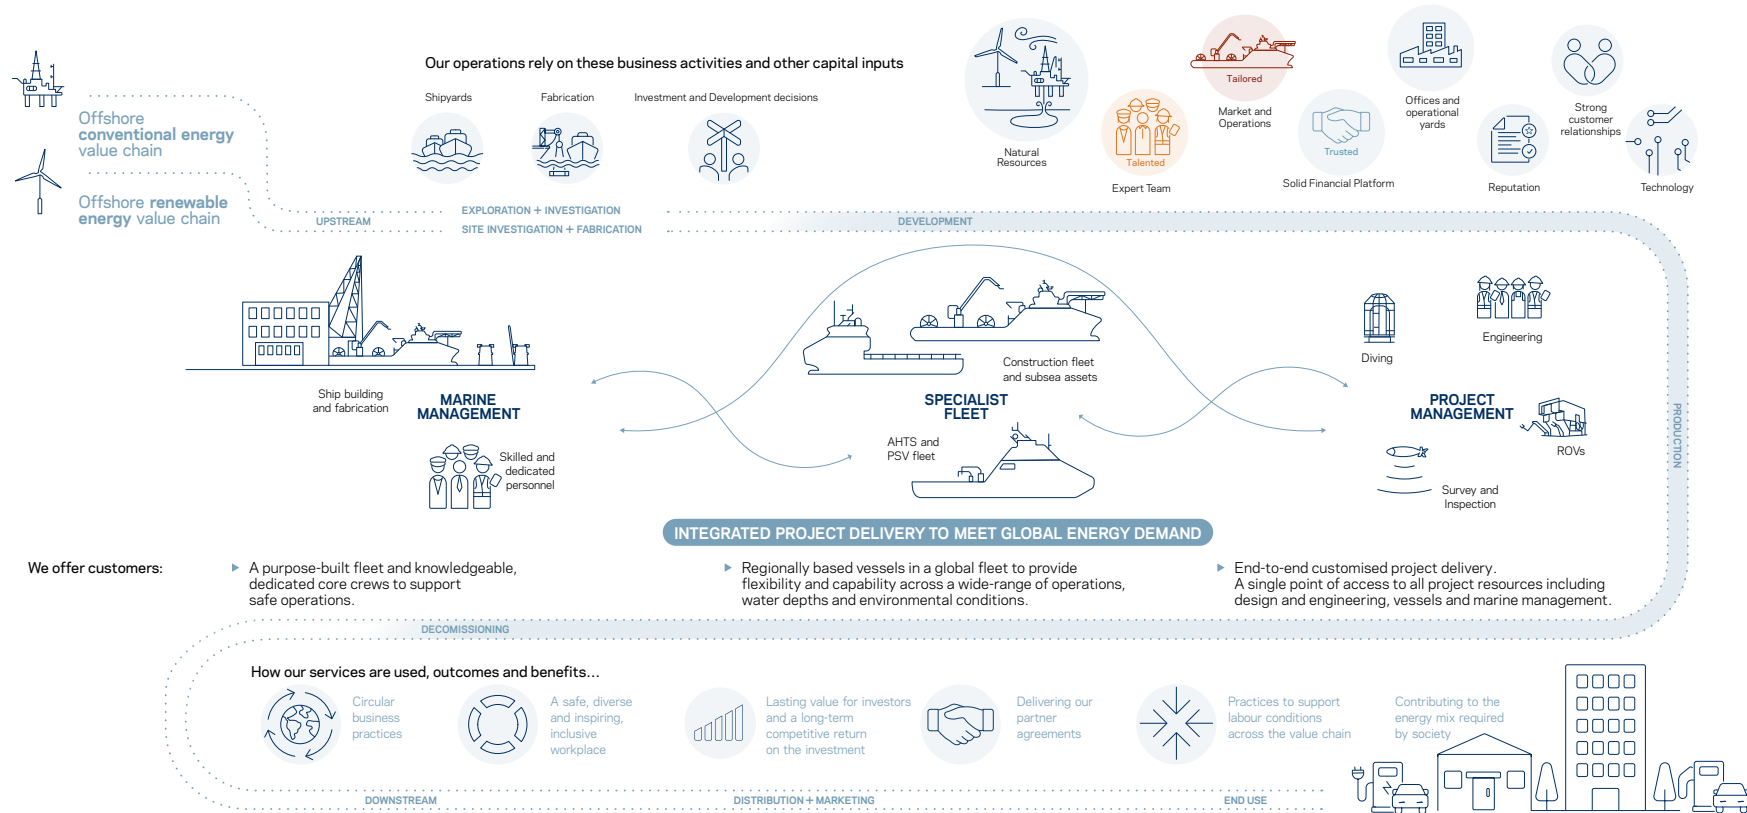 Our operations rely on these business activities and other capital inputs
Shipyards
Fabrication
Investment and Development decisions
Natural
Resources
Talented
Expert Team
Tailored
Market and
Operations
Trusted
Solid Financial Platform
Offices and
operational
yards
Reputation
Strong
customer
relationships
Technology
Offshore
conventional energy
value chain
Offshore renewable
energy value chain
UPSTREAM
EXPLORATION + INVESTIGATION
SITE INVESTIGATION + FABRICATION
DEVELOPMENT
PRODUCTION
Ship building
and fabrication
MARINE
MANAGEMENT
Skilled and
dedicated
personnel
Construction fleet
and subsea assets
SPECIALIST
FLEET
AHTS and
PSV fleet
Diving
Engineering
PROJECT
MANAGEMENT
ROVs
Survey and
Inspection
INTEGRATED PROJECT DELIVERY TO MEET GLOBAL ENERGY DEMAND
We offer customers:
A purpose-built fleet and knowledgeable,
dedicated core crews to support
safe operations.
Regionally based vessels in a global fleet to provide
flexibility and capability across a wide-range of operations,
water depths and environmental conditions.
End-to-end customised project delivery.
A single point of access to all project resources including
design and engineering, vessels and marine management.
DECOMISSIONING
How our services are used, outcomes and benefits...
Circular
business
practices
A safe, diverse
and inspiring,
inclusive
workplace
Lasting value for investors
and a long-term
competitive return
on the investment
Delivering our
partner
agreements
Practices to support
labour conditions
across the value chain
Contributing to the
energy mix required
by society
DOWNSTREAM
DISTRIBUTION + MARKETING
END USE